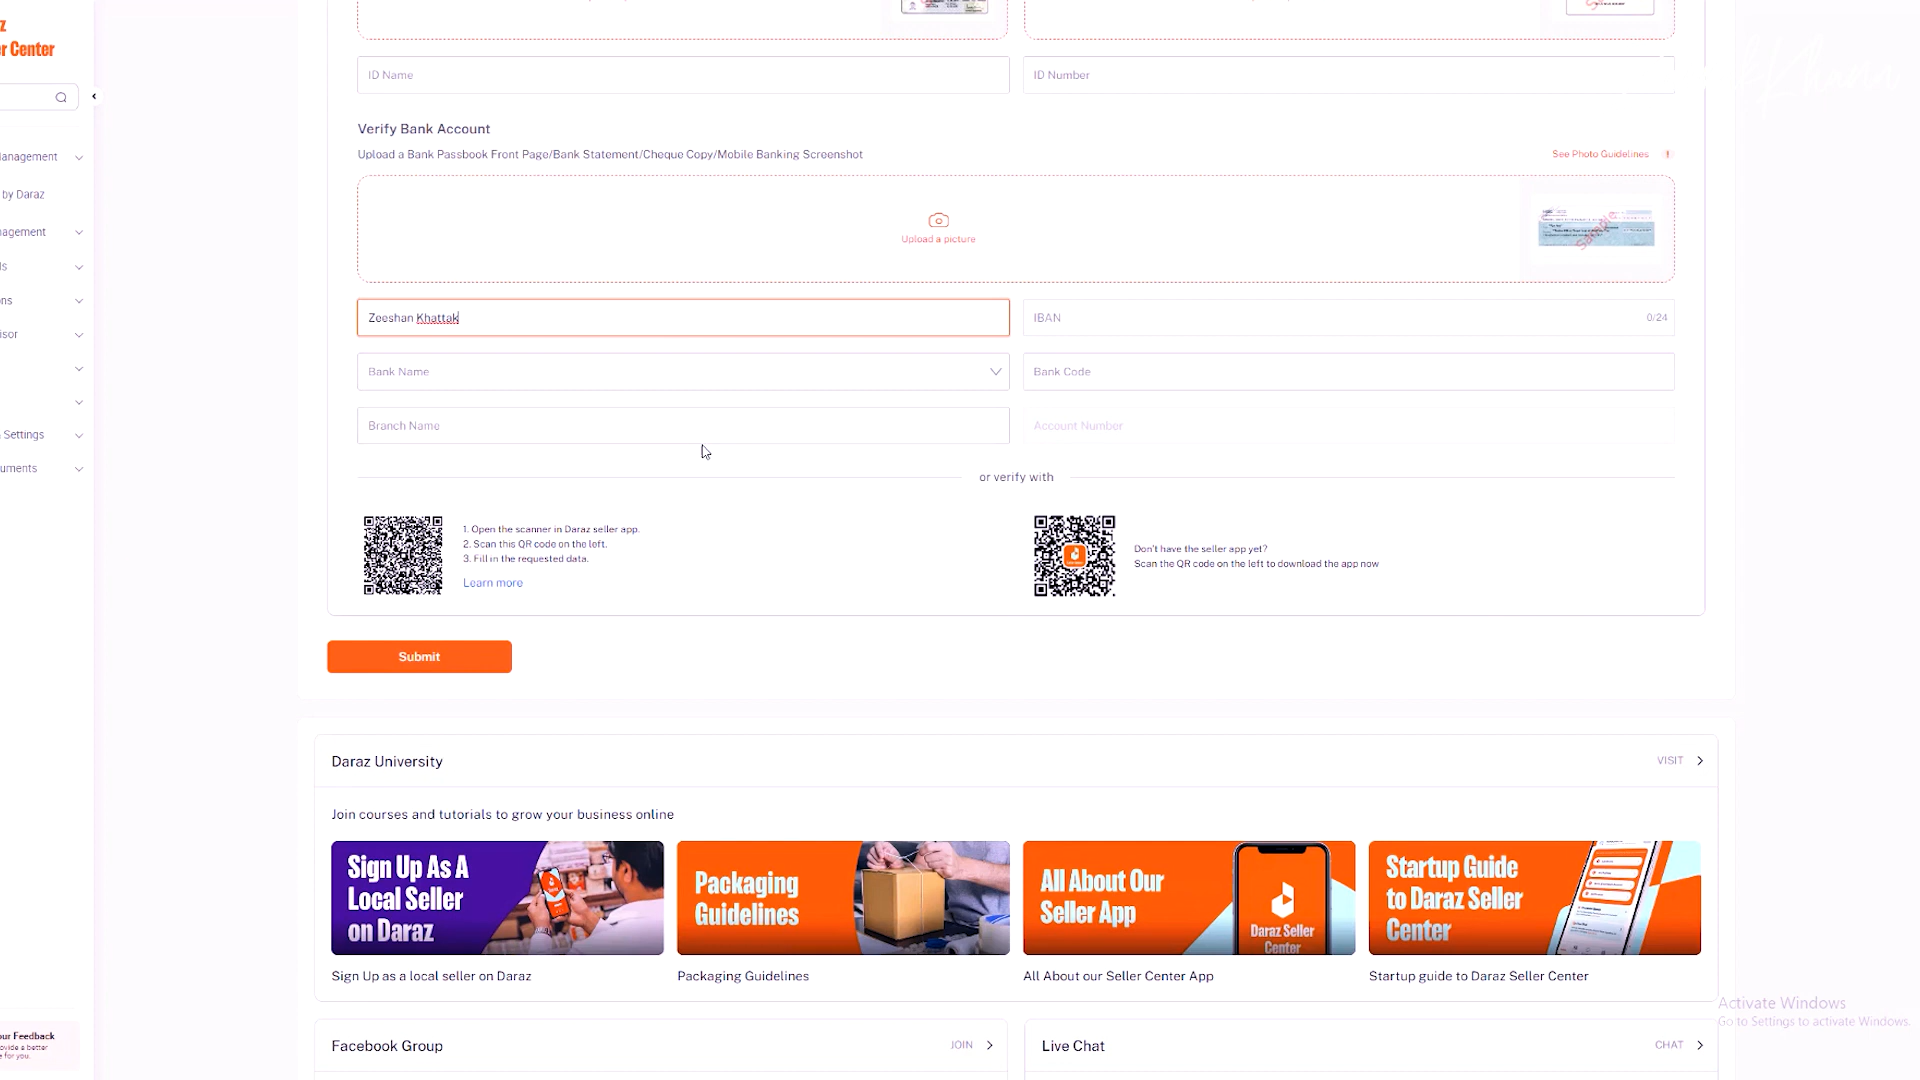 z
r Center
Khan
ID Name
ID Number
anagement
Verify Bank Account
Upload a Bank Passbook Front Page/Bank Statement/Cheque Copy/Mobile Banking Screenshot
See Photo Guidelines !
by Daraz
Upload a picture
Sample
agement
ls
ons
isor
Settings
uments
Zeeshan Khattak
IBAN
0/24
Bank Name
Bank Code
Branch Name
Account Number
or verify with
1. Open the scanner in Daraz seller app.
2. Scan this QR code on the left.
3. Fill in the requested data.
Learn more
Don't have the seller app yet?
Scan the QR code on the left to download the app now
Submit
Daraz University
VISIT
Join courses and tutorials to grow your business online
Sign Up As A
Local Seller
on Daraz
Packaging
Guidelines
All About Our
Seller App
Daraz Seller
Center
Startup Guide
to Daraz Seller
Center
Sign Up as a local seller on Daraz
Packaging Guidelines
All About our Seller Center App
Startup guide to Daraz Seller Center
Activate Windows
Go to Settings to activate Windows.
our Feedback
ovide a better
e for you.
Facebook Group
JOIN
Live Chat
CHAT